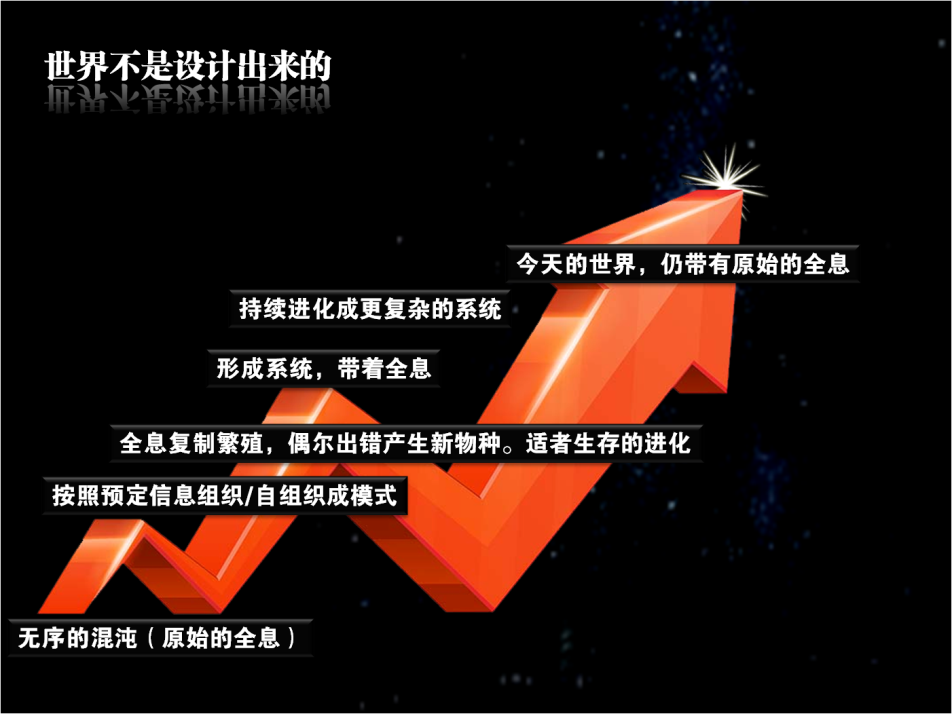 世界不是设计出来的
今天的世界，仍带有原始的全息
持续进化成更复杂的系统
形成系统，带着全息
全息复制繁殖，偶尔出错产生新物种。适者生存的进化
按照预定信息组织/自组织成模式
无序的混沌（原始的全息）